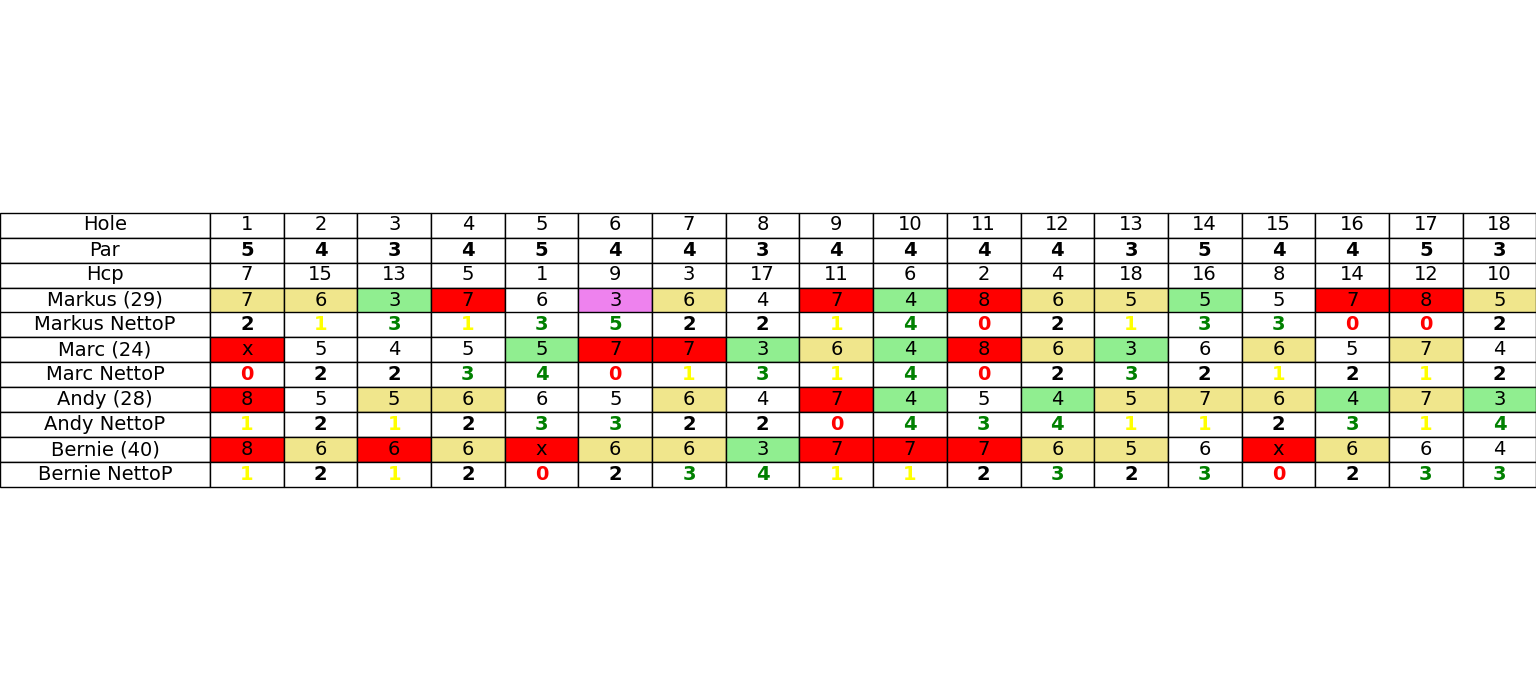 Hole 1 2 3 4 5 6 7 8 9 10 11 12 13 14 15 16 17 18
Par 5 4 3 4 5 4 4 3 4 4 4 4 3 5 4 4 5 3
Hcp 7 15 13 5 1 9 3 17 11 6 2 4 18 16 8 14 12 10
Markus (29) 7 6 3 7 6 3 6 4 7 4 8 6 5 5 5 7 8 5
Markus NettoP 2 1 3 1 3 5 2 2 1 4 0 2 1 3 3 0 0 2
Marc (24) x 5 4 5 5 7 7 3 6 4 8 6 3 6 6 5 7 4
Marc NettoP 0 2 2 3 4 0 1 3 1 4 0 2 3 2 1 2 1 2
Andy (28) 8 5 5 6 6 5 6 4 7 4 5 4 5 7 6 4 7 3
Andy NettoP 1 2 1 2 3 3 2 2 0 4 3 4 1 1 2 3 1 4
Bernie (40) 8 6 6 6 x 6 6 3 7 7 7 6 5 6 x 6 6 4
Bernie NettoP 1 2 1 2 0 2 3 4 1 1 2 3 2 3 0 2 3 3